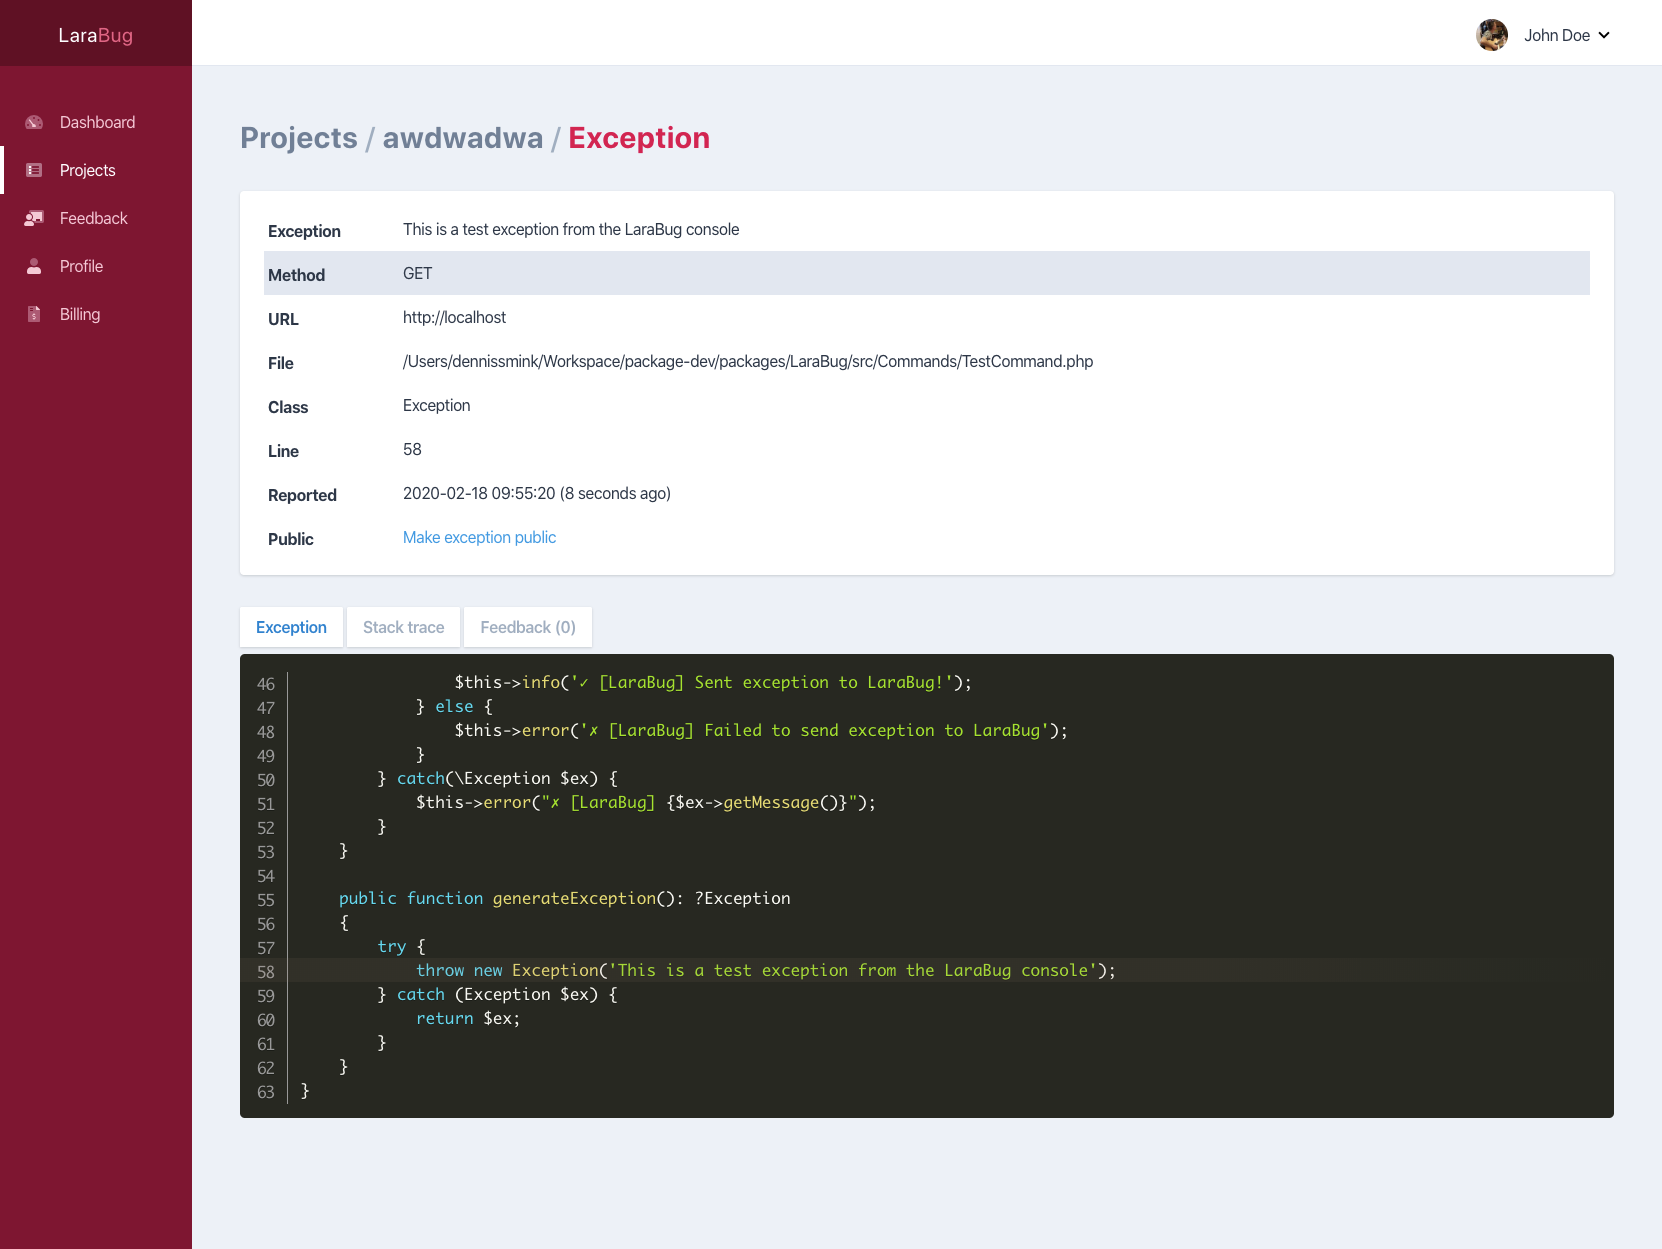 LaraBug
John Doe
Dashboard
Projects
Feedback
Profile
Billing
Projects / awdwadwa / Exception
Exception This is a test exception from the LaraBug console
Method GET
URL http://localhost
File /Users/dennissmink/Workspace/package-dev/packages/LaraBug/src/Commands/TestCommand.php
Class Exception
Line 58
Reported 2020-02-18 09:55:20 (8 seconds ago)
Public Make exception public
Exception Stack trace Feedback (0)
46                 $this->info('✓ [LaraBug] Sent exception to LaraBug!');
47             } else {
48                 $this->error('✗ [LaraBug] Failed to send exception to LaraBug');
49             }
50         } catch(\Exception $ex) {
51             $this->error("✗ [LaraBug] {$ex->getMessage()}");
52         }
53     }
54
55     public function generateException(): ?Exception
56     {
57         try {
58             throw new Exception('This is a test exception from the LaraBug console');
59         } catch (Exception $ex) {
60             return $ex;
61         }
62     }
63 }